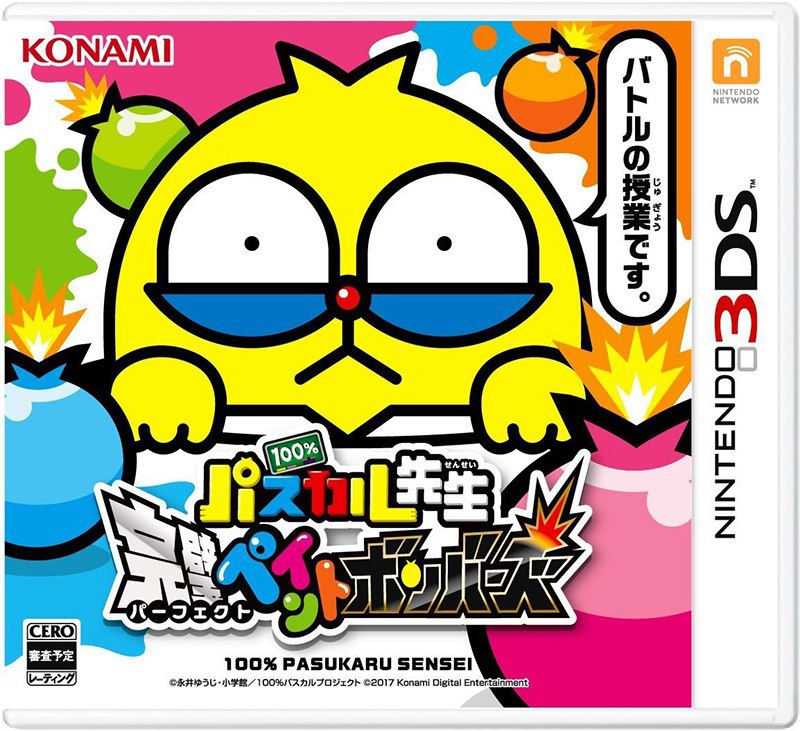 KONAMI
NINTENDO
NETWORK
バトルの授業です。
じゅぎょう
NINTENDO 3DS™
100%
パスカル先生
せんせい
完璧ペイントボンバーズ
パーフェクト
100% PASUKARU SENSEI
CERO
審査予定
レーティング
©永井ゆうじ・小学館／100%パスカルプロジェクト ©2017 Konami Digital Entertainment